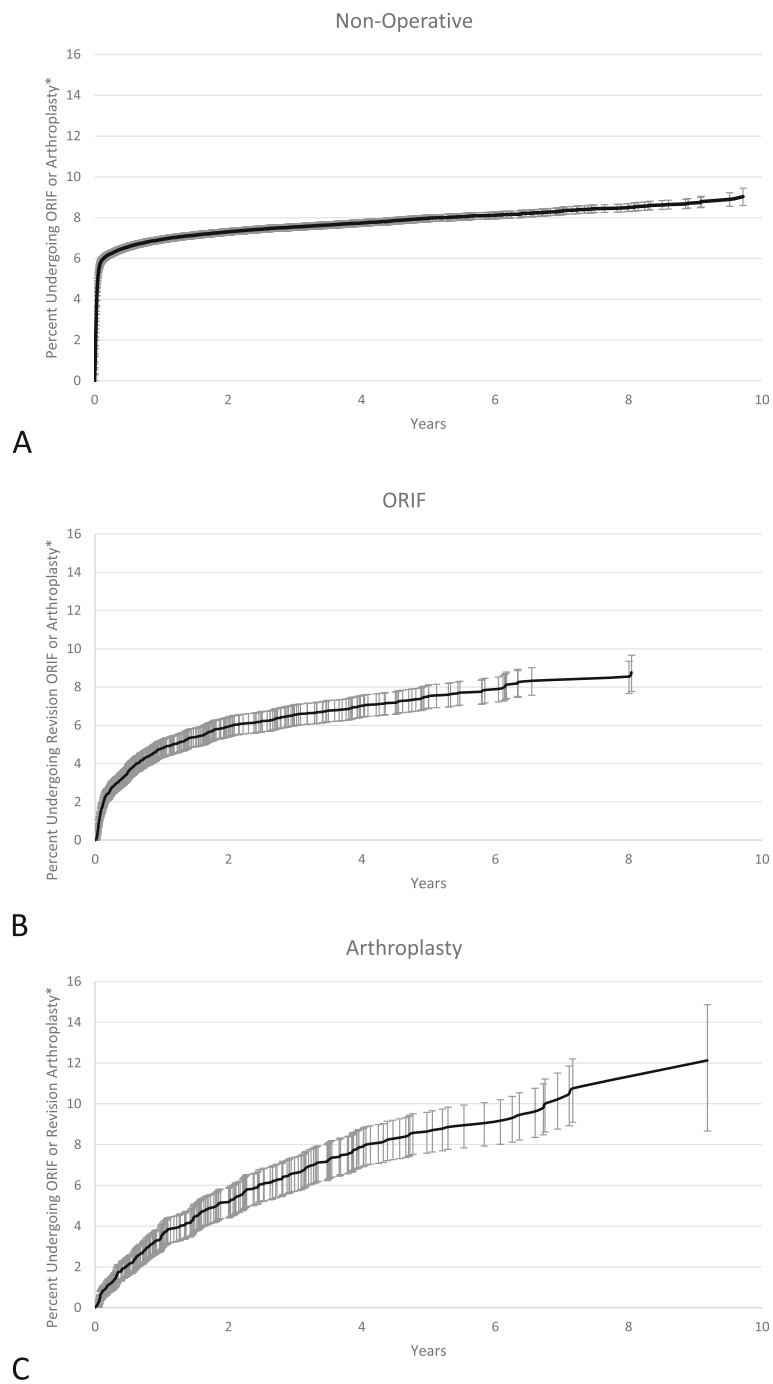 Non-Operative
Percent Undergoing ORIF or Arthroplasty*
16
14
12
10
8
6
4
2
0
0 2 4 6 8 10
Years
A
ORIF
Percent Undergoing Revision ORIF or Arthroplasty*
16
14
12
10
8
6
4
2
0
0 2 4 6 8 10
Years
B
Arthroplasty
Percent Undergoing ORIF or Revision Arthroplasty*
16
14
12
10
8
6
4
2
0
0 2 4 6 8 10
Years
C